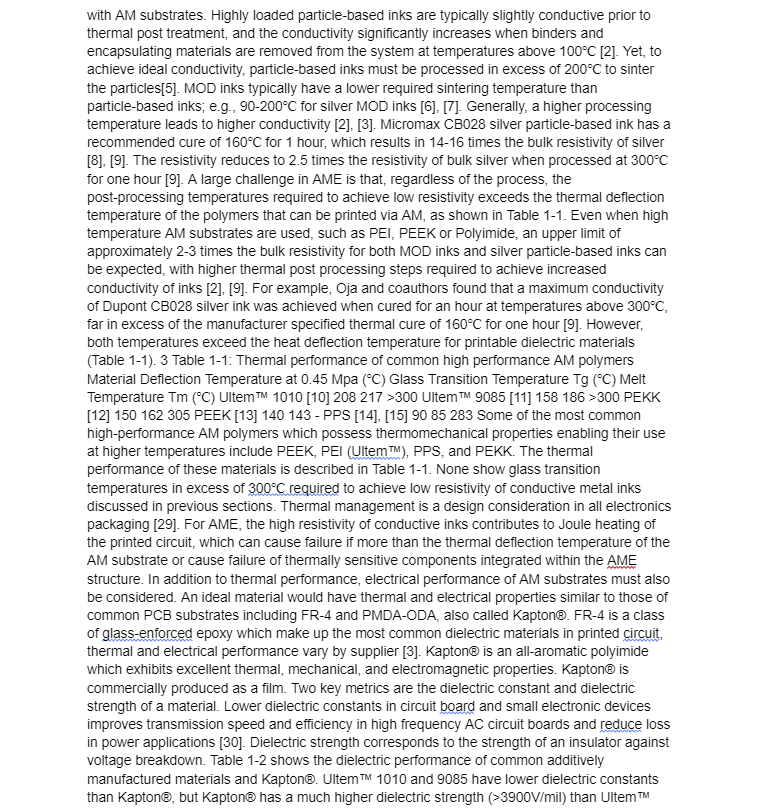 with AM substrates. Highly loaded particle-based inks are typically slightly conductive prior to
thermal post treatment, and the conductivity significantly increases when binders and
encapsulating materials are removed from the system at temperatures above 100°C [2]. Yet, to
achieve ideal conductivity, particle-based inks must be processed in excess of 200°C to sinter
the particles[5]. MOD inks typically have a lower required sintering temperature than
particle-based inks; e.g., 90-200°C for silver MOD inks [6], [7]. Generally, a higher processing
temperature leads to higher conductivity [2], [3]. Micromax CB028 silver particle-based ink has a
recommended cure of 160°C for 1 hour, which results in 14-16 times the bulk resistivity of silver
[8], [9]. The resistivity reduces to 2.5 times the resistivity of bulk silver when processed at 300°C
for one hour [9]. A large challenge in AME is that, regardless of the process, the
post-processing temperatures required to achieve low resistivity exceeds the thermal deflection
temperature of the polymers that can be printed via AM, as shown in Table 1-1. Even when high
temperature AM substrates are used, such as PEI, PEEK or Polyimide, an upper limit of
approximately 2-3 times the bulk resistivity for both MOD inks and silver particle-based inks can
be expected, with higher thermal post processing steps required to achieve increased
conductivity of inks [2], [9]. For example, Oja and coauthors found that a maximum conductivity
of Dupont CB028 silver ink was achieved when cured for an hour at temperatures above 300°C,
far in excess of the manufacturer specified thermal cure of 160°C for one hour [9]. However,
both temperatures exceed the heat deflection temperature for printable dielectric materials
(Table 1-1). 3 Table 1-1: Thermal performance of common high performance AM polymers
Material Deflection Temperature at 0.45 Mpa (°C) Glass Transition Temperature Tg (°C) Melt
Temperature Tm (°C) Ultem™ 1010 [10] 208 217 >300 Ultem™ 9085 [11] 158 186 >300 PEKK
[12] 150 162 305 PEEK [13] 140 143 - PPS [14], [15] 90 85 283 Some of the most common
high-performance AM polymers which possess thermomechanical properties enabling their use
at higher temperatures include PEEK, PEI (Ultem™), PPS, and PEKK. The thermal
performance of these materials is described in Table 1-1. None show glass transition
temperatures in excess of 300°C required to achieve low resistivity of conductive metal inks
discussed in previous sections. Thermal management is a design consideration in all electronics
packaging [29]. For AME, the high resistivity of conductive inks contributes to Joule heating of
the printed circuit, which can cause failure if more than the thermal deflection temperature of the
AM substrate or cause failure of thermally sensitive components integrated within the AME
structure. In addition to thermal performance, electrical performance of AM substrates must also
be considered. An ideal material would have thermal and electrical properties similar to those of
common PCB substrates including FR-4 and PMDA-ODA, also called Kapton®. FR-4 is a class
of glass-enforced epoxy which make up the most common dielectric materials in printed circuit,
thermal and electrical performance vary by supplier [3]. Kapton® is an all-aromatic polyimide
which exhibits excellent thermal, mechanical, and electromagnetic properties. Kapton® is
commercially produced as a film. Two key metrics are the dielectric constant and dielectric
strength of a material. Lower dielectric constants in circuit board and small electronic devices
improves transmission speed and efficiency in high frequency AC circuit boards and reduce loss
in power applications [30]. Dielectric strength corresponds to the strength of an insulator against
voltage breakdown. Table 1-2 shows the dielectric performance of common additively
manufactured materials and Kapton®. Ultem™ 1010 and 9085 have lower dielectric constants
than Kapton®, but Kapton® has a much higher dielectric strength (>3900V/mil) than Ultem™